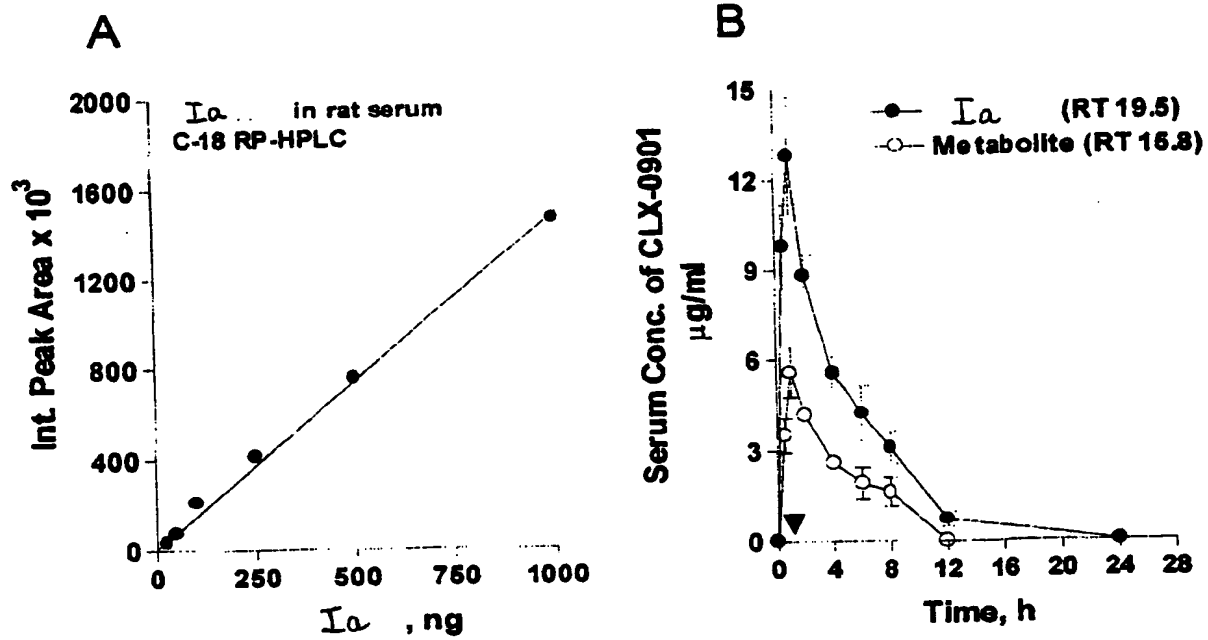 A
2000
Ia .. in rat serum
C-18 RP-HPLC
1600
1200
800
400
0
Int. Peak Area x 10³
0 250 500 750 1000
Ia , ng
B
15
12
9
6
3
0
Serum Conc. of CLX-0901
µg/ml
Ia (RT 19.5)
Metabolite (RT 15.8)
0 4 8 12 16 20 24 28
Time, h